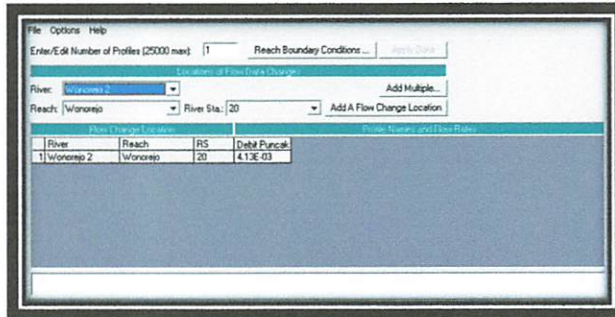 File Options Help
Enter/Edit Number of Profiles (25000 max): 1 Reach Boundary Conditions ... Apply Data
Locations of Flow Data Changes
River: Wonorejo 2 Add Multiple...
Reach: Wonorejo River Sta.: 20 Add A Flow Change Location
Flow Change Location Profile Names and Flow Rates
River Reach RS Debit Puncak
1 Wonorejo 2 Wonorejo 20 4.13E-03